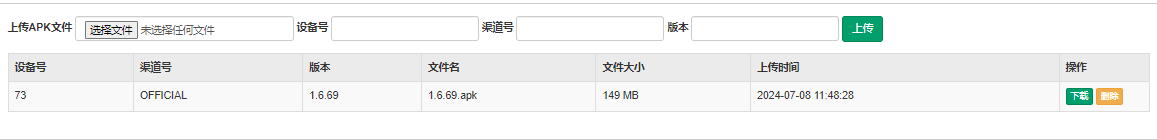 上传APK文件 选择文件 未选择任何文件 设备号 渠道号 版本 上传
设备号 渠道号 版本 文件名 文件大小 上传时间 操作
73 OFFICIAL 1.6.69 1.6.69.apk 149 MB 2024-07-08 11:48:28 下载 删除